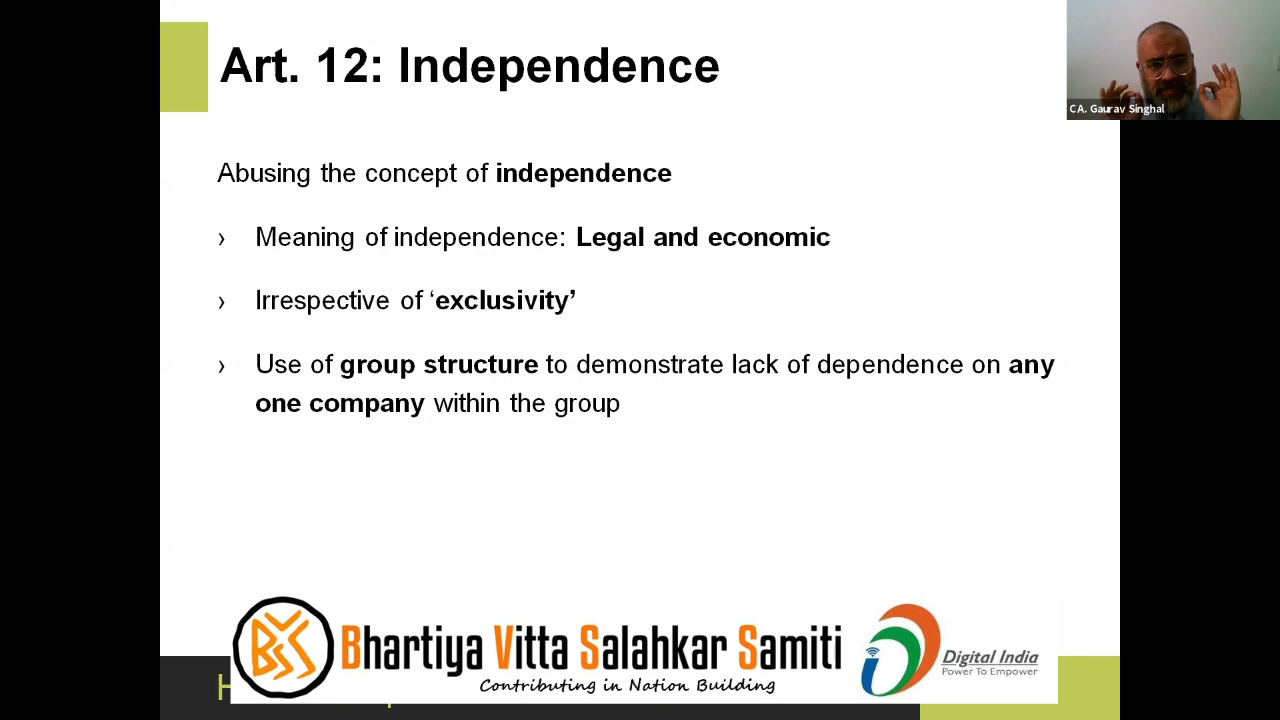 Art. 12: Independence
CA. Gaurav Singhal
Abusing the concept of independence
› Meaning of independence: Legal and economic
› Irrespective of ‘exclusivity’
› Use of group structure to demonstrate lack of dependence on any
one company within the group
BVSS
Bhartiya Vitta Salahkar Samiti
Contributing in Nation Building
Digital India
Power To Empower